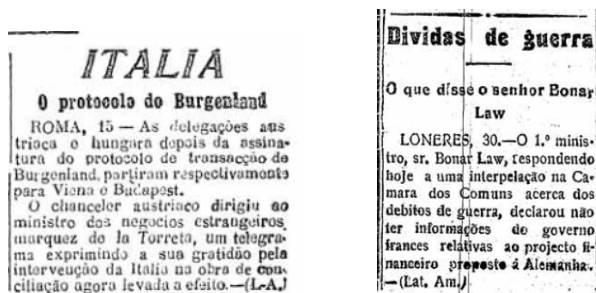 ITALIA
O protocolo do Burgenland
ROMA, 15 — As delegações aus
triaca e hungara depois da assina-
tura do protocolo de transacção de
Burgenland, partiram respectivamente
para Viena e Budapest.
O chanceler austriaco dirigiu ao
ministro dos negocios estrangeiros,
marquez de la Torreta, um telegra-
ma exprimindo a sua gratidão pela
intervenção da Italia na obra de con-
ciliação agora levada a efeito.—(L-A.)
Dividas de guerra
O que disse o senhor Bonar
Law
LONERES, 30.—O 1.º minis-
tro, sr. Bonar Law, respondendo
hoje a uma interpelação na Ca-
mara dos Comuns acerca dos
debitos de guerra, declarou não
ter informações do governo
frances relativas ao projecto fi-
nanceiro proposto á Alemanha.
—(Lat. Am.)